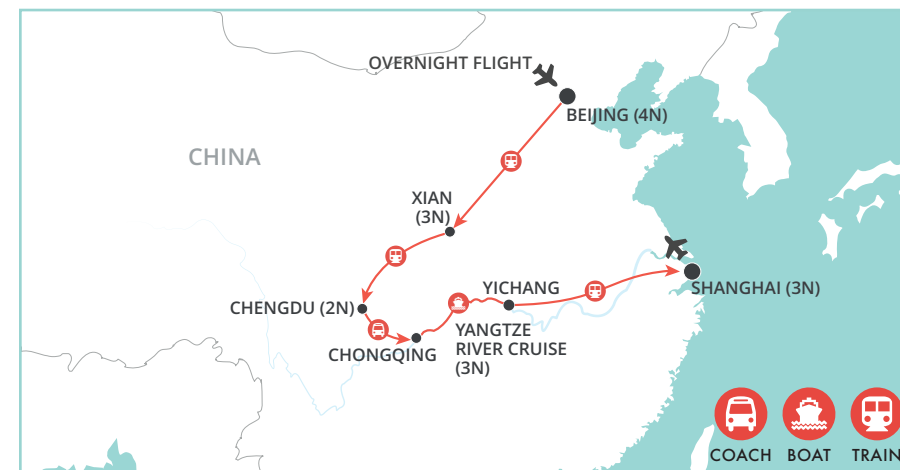 OVERNIGHT FLIGHT
BEIJING (4N)
CHINA
XIAN
(3N)
YICHANG
SHANGHAI (3N)
CHENGDU (2N)
CHONGQING
YANGTZE
RIVER CRUISE
(3N)
COACH
BOAT
TRAIN